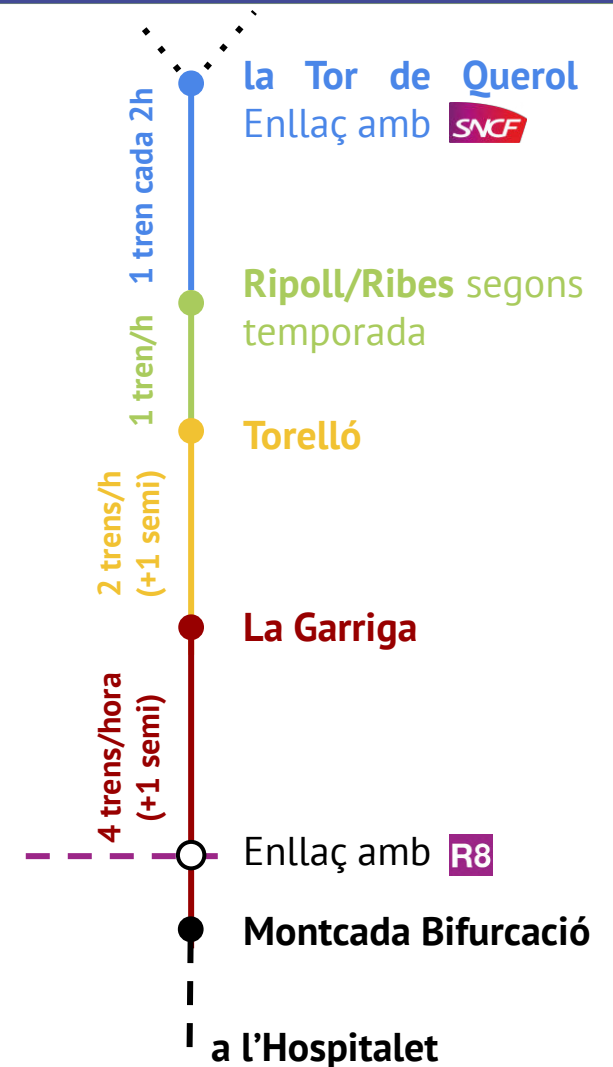 la Tor de Querol
Enllaç amb SNCF
1 tren cada 2h
Ripoll/Ribes segons
temporada
1 tren/h
Torelló
2 trens/h
(+1 semi)
La Garriga
4 trens/hora
(+1 semi)
Enllaç amb R8
Montcada Bifurcació
a l’Hospitalet